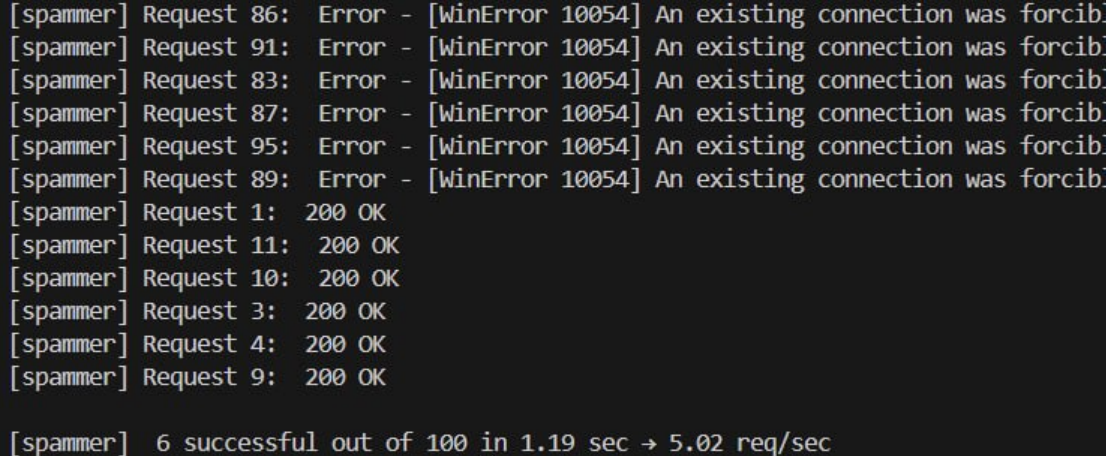 [spammer] Request 86:  Error - [WinError 10054] An existing connection was forcibl
[spammer] Request 91:  Error - [WinError 10054] An existing connection was forcibl
[spammer] Request 83:  Error - [WinError 10054] An existing connection was forcibl
[spammer] Request 87:  Error - [WinError 10054] An existing connection was forcibl
[spammer] Request 95:  Error - [WinError 10054] An existing connection was forcibl
[spammer] Request 89:  Error - [WinError 10054] An existing connection was forcibl
[spammer] Request 1:  200 OK
[spammer] Request 11:  200 OK
[spammer] Request 10:  200 OK
[spammer] Request 3:  200 OK
[spammer] Request 4:  200 OK
[spammer] Request 9:  200 OK
[spammer]  6 successful out of 100 in 1.19 sec → 5.02 req/sec